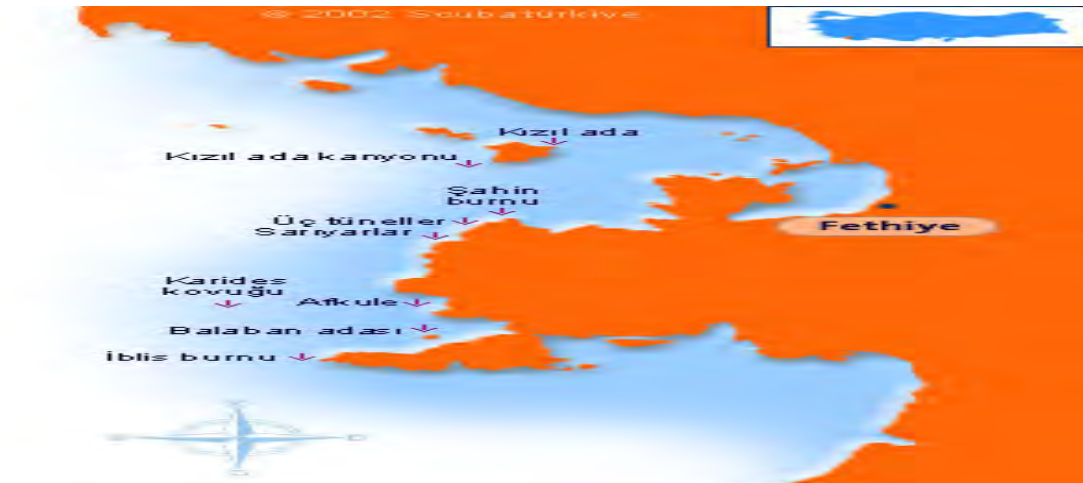 © 2002 Scubatürkiye
Kızıl ada
Kızıl ada kanyonu
Şahin
burnu
Üç tüneller
Sarıyarlar
Fethiye
Karides
kovuğu
Afkule
Balaban adası
İblis burnu